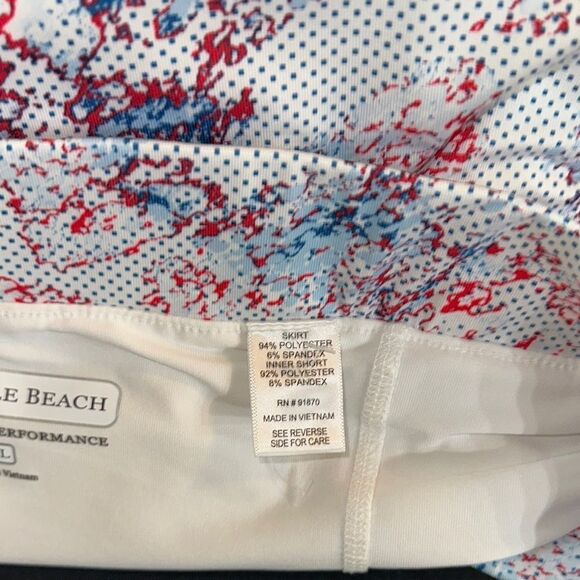 LE BEACH
ERFORMANCE
L
Vietnam
SKIRT
94% POLYESTER
6% SPANDEX
INNER SHORT
92% POLYESTER
8% SPANDEX
RN # 91870
MADE IN VIETNAM
SEE REVERSE
SIDE FOR CARE